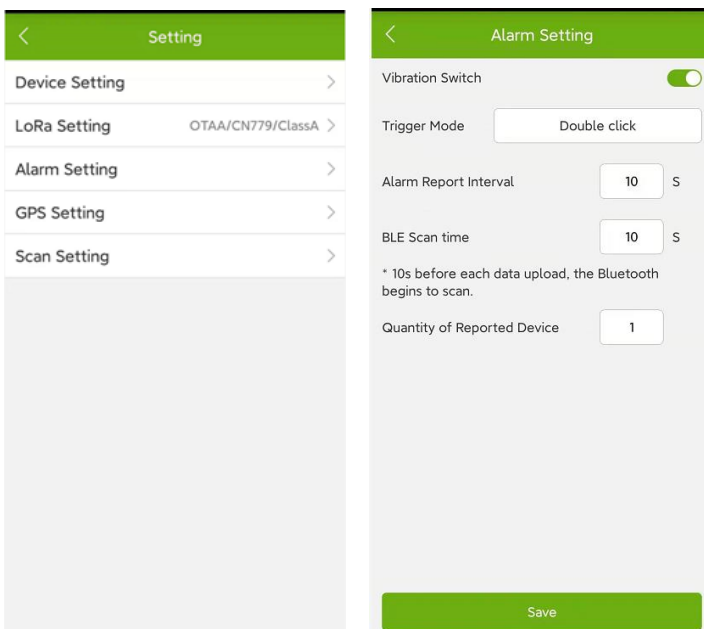 Setting
Device Setting
LoRa Setting OTAA/CN779/ClassA
Alarm Setting
GPS Setting
Scan Setting
Alarm Setting
Vibration Switch
Trigger Mode Double click
Alarm Report Interval 10 S
BLE Scan time 10 S
* 10s before each data upload, the Bluetooth
begins to scan.
Quantity of Reported Device 1
Save